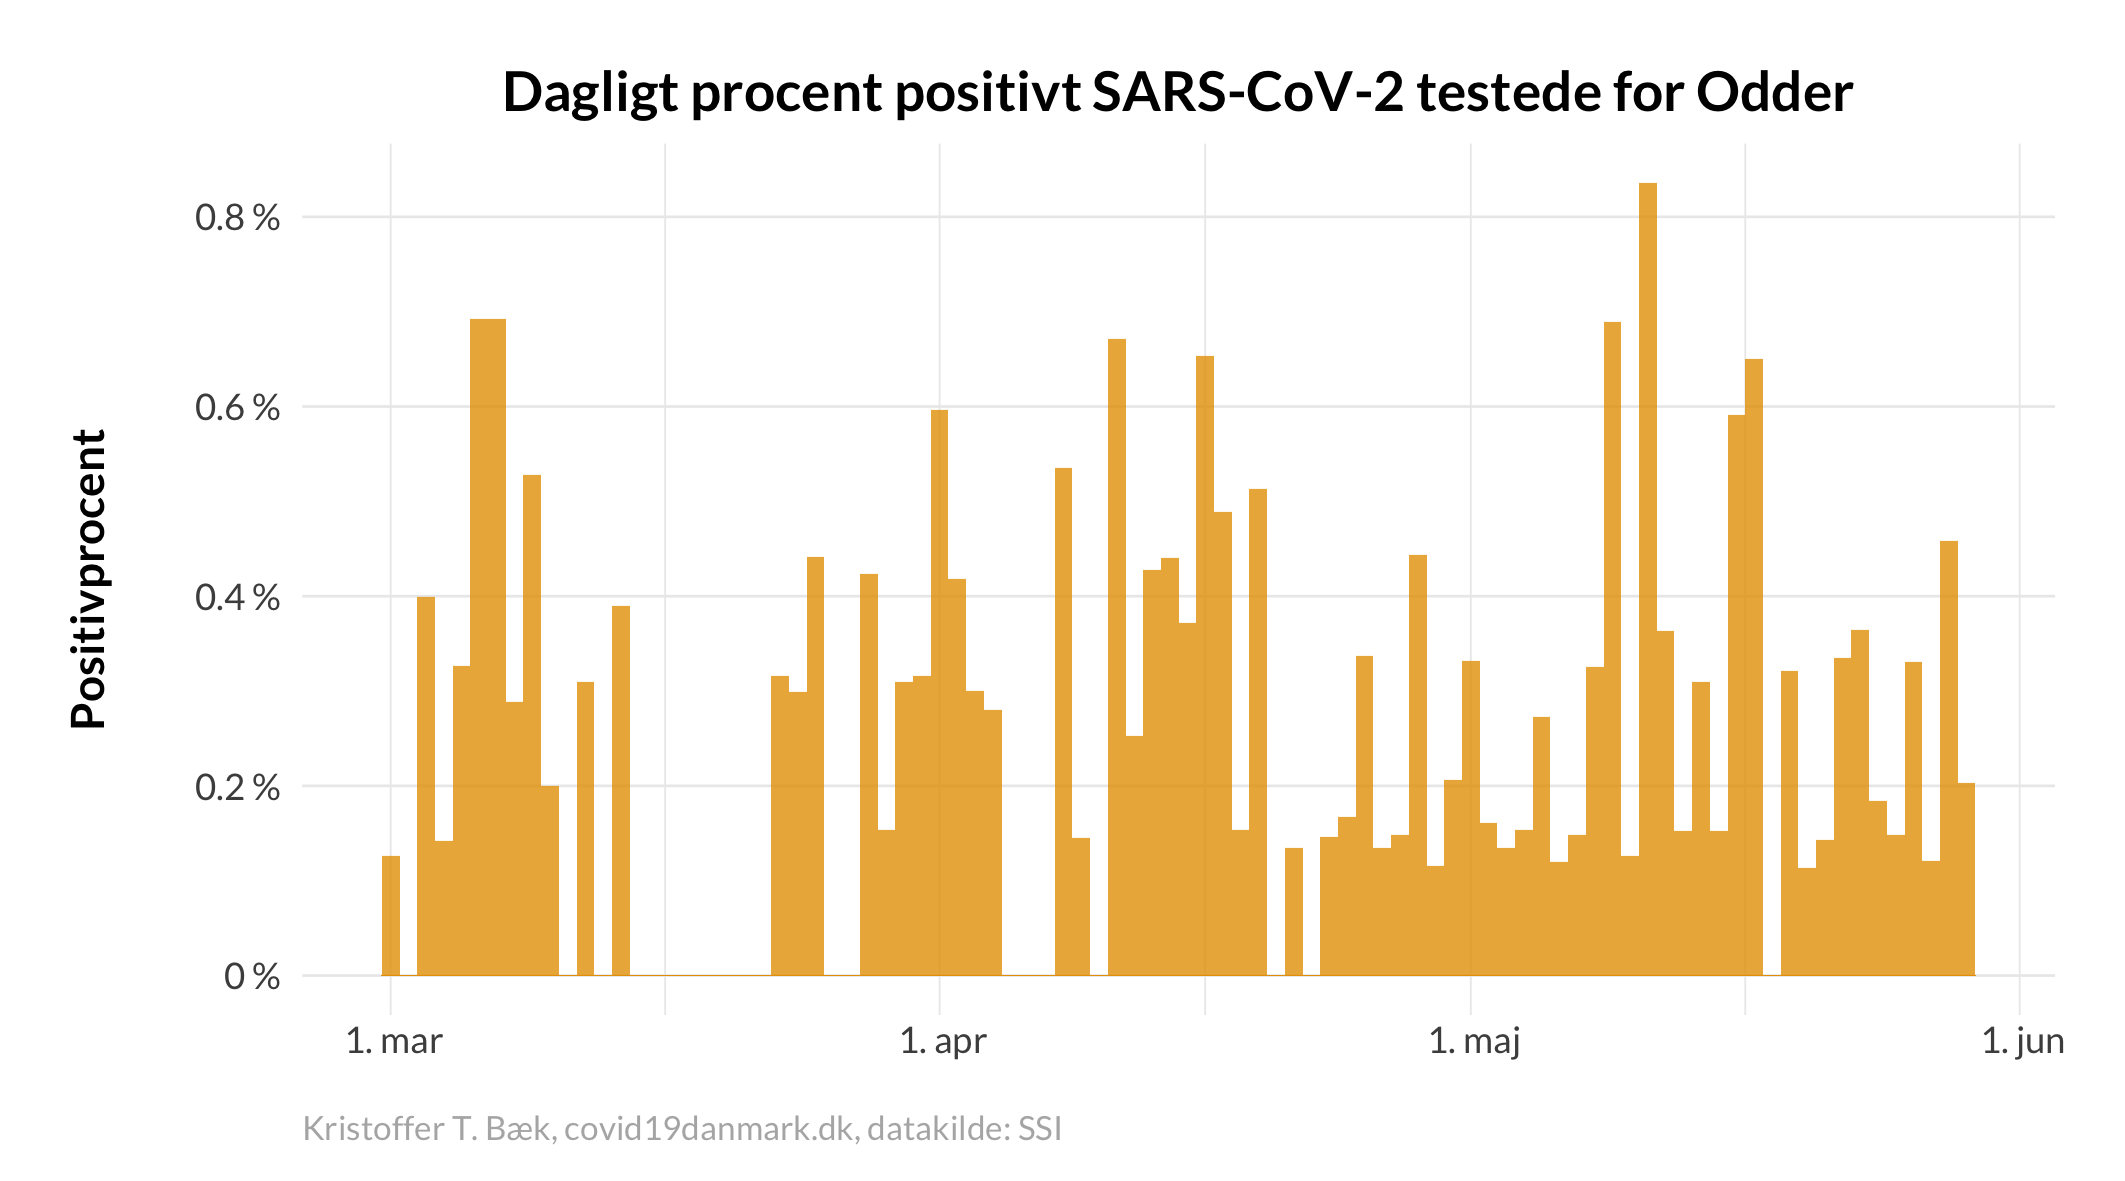 Dagligt procent positivt SARS-CoV-2 testede for Odder
Positivprocent
0.8 %
0.6 %
0.4 %
0.2 %
0 %
1. mar
1. apr
1. maj
1. jun
Kristoffer T. Bæk, covid19danmark.dk, datakilde: SSI